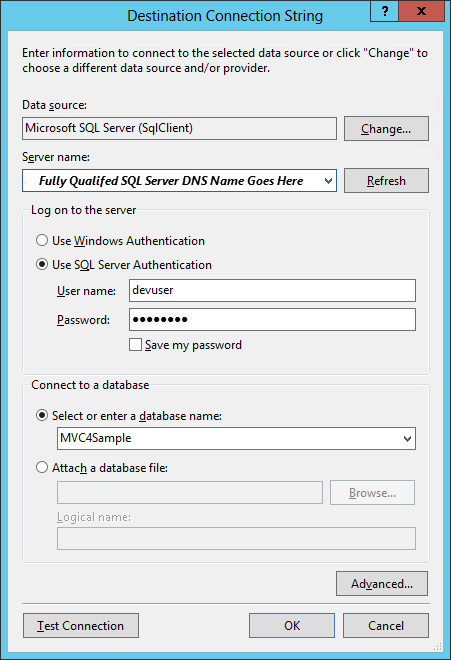 Destination Connection String
? x
Enter information to connect to the selected data source or click "Change" to
choose a different data source and/or provider.
Data source:
Microsoft SQL Server (SqlClient)
Change...
Server name:
Fully Qualifed SQL Server DNS Name Goes Here
Refresh
Log on to the server
Use Windows Authentication
Use SQL Server Authentication
User name:
devuser
Password:
●●●●●●●●
Save my password
Connect to a database
Select or enter a database name:
MVC4Sample
Attach a database file:
Browse...
Logical name:
Advanced...
Test Connection
OK
Cancel